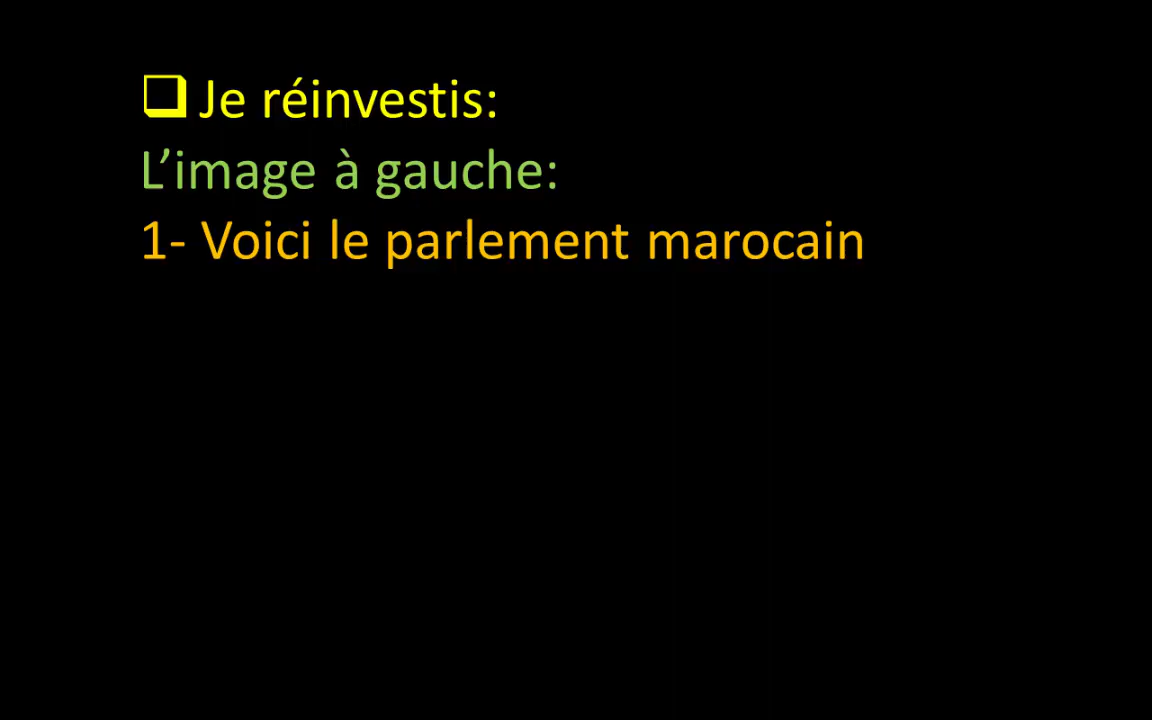 ❑ Je réinvestis:
L’image à gauche:
1- Voici le parlement marocain